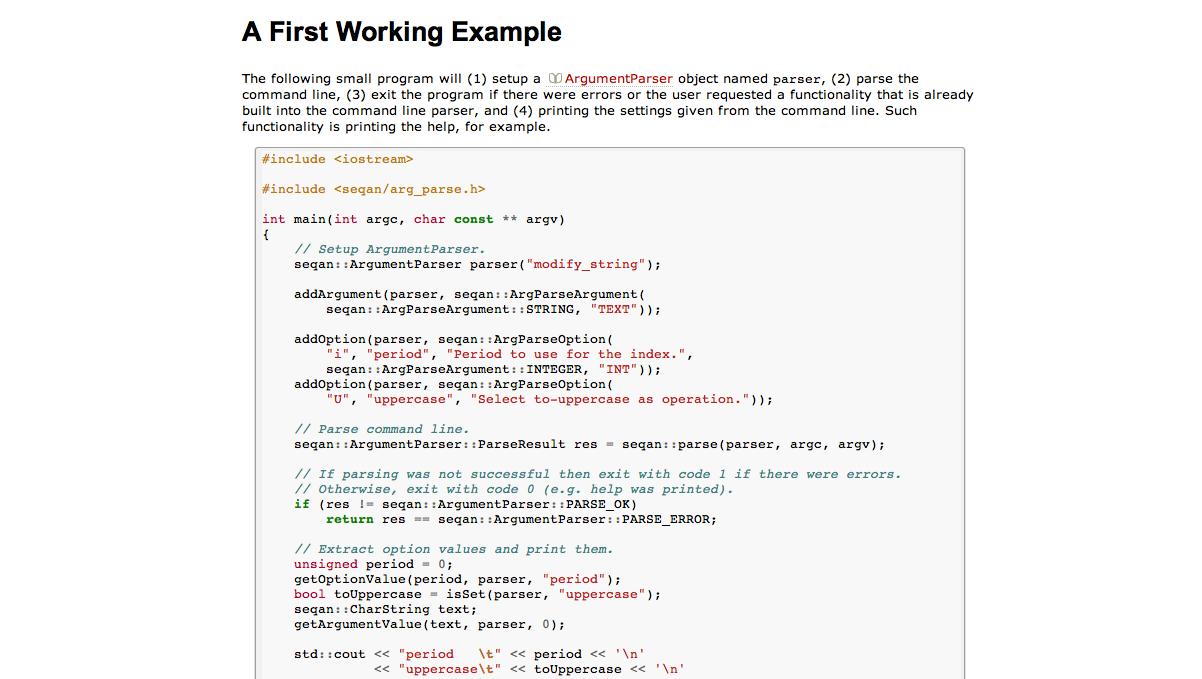 A First Working Example
The following small program will (1) setup a ArgumentParser object named parser, (2) parse the
command line, (3) exit the program if there were errors or the user requested a functionality that is already
built into the command line parser, and (4) printing the settings given from the command line. Such
functionality is printing the help, for example.
#include <iostream>
#include <seqan/arg_parse.h>
int main(int argc, char const ** argv)
{
    // Setup ArgumentParser.
    seqan::ArgumentParser parser("modify_string");
    addArgument(parser, seqan::ArgParseArgument(
        seqan::ArgParseArgument::STRING, "TEXT"));
    addOption(parser, seqan::ArgParseOption(
        "i", "period", "Period to use for the index.",
        seqan::ArgParseArgument::INTEGER, "INT"));
    addOption(parser, seqan::ArgParseOption(
        "U", "uppercase", "Select to-uppercase as operation."));
    // Parse command line.
    seqan::ArgumentParser::ParseResult res = seqan::parse(parser, argc, argv);
    // If parsing was not successful then exit with code 1 if there were errors.
    // Otherwise, exit with code 0 (e.g. help was printed).
    if (res != seqan::ArgumentParser::PARSE_OK)
        return res == seqan::ArgumentParser::PARSE_ERROR;
    // Extract option values and print them.
    unsigned period = 0;
    getOptionValue(period, parser, "period");
    bool toUppercase = isSet(parser, "uppercase");
    seqan::CharString text;
    getArgumentValue(text, parser, 0);
    std::cout << "period   \t" << period << '\n'
              << "uppercase\t" << toUppercase << '\n'